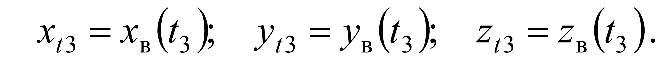 x_{t3} = x_в(t_3); y_{t3} = y_в(t_3); z_{t3} = z_в(t_3).